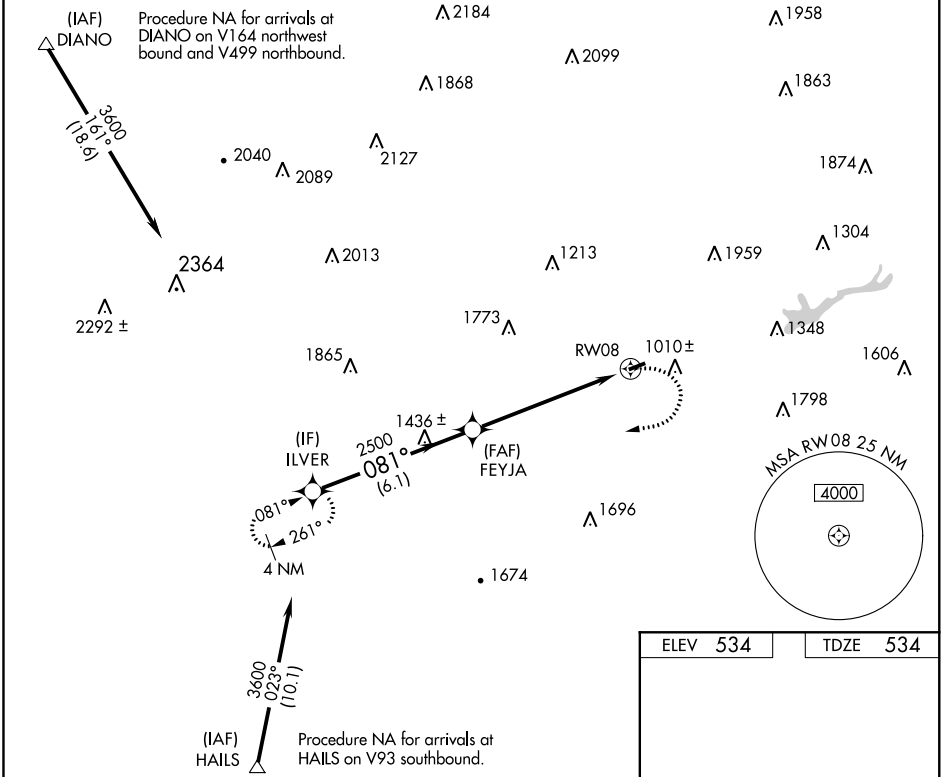 (IAF)
DIANO
Procedure NA for arrivals at
DIANO on V164 northwest
bound and V499 northbound.
2184
1958
2099
1868
1863
3600
161°
(18.6)
2040
2089
2127
1874
2364
2013
1213
1959
1304
2292 ±
1773
1348
1865
RW08
1010 ±
1606
1798
1436 ±
(IF)
ILVER
2500
081°
(6.1)
(FAF)
FEYJA
MSA RW 08 25 NM
4000
081°
261°
4 NM
1696
1674
ELEV 534
TDZE 534
3600
023°
(10.1)
(IAF)
HAILS
Procedure NA for arrivals at
HAILS on V93 southbound.